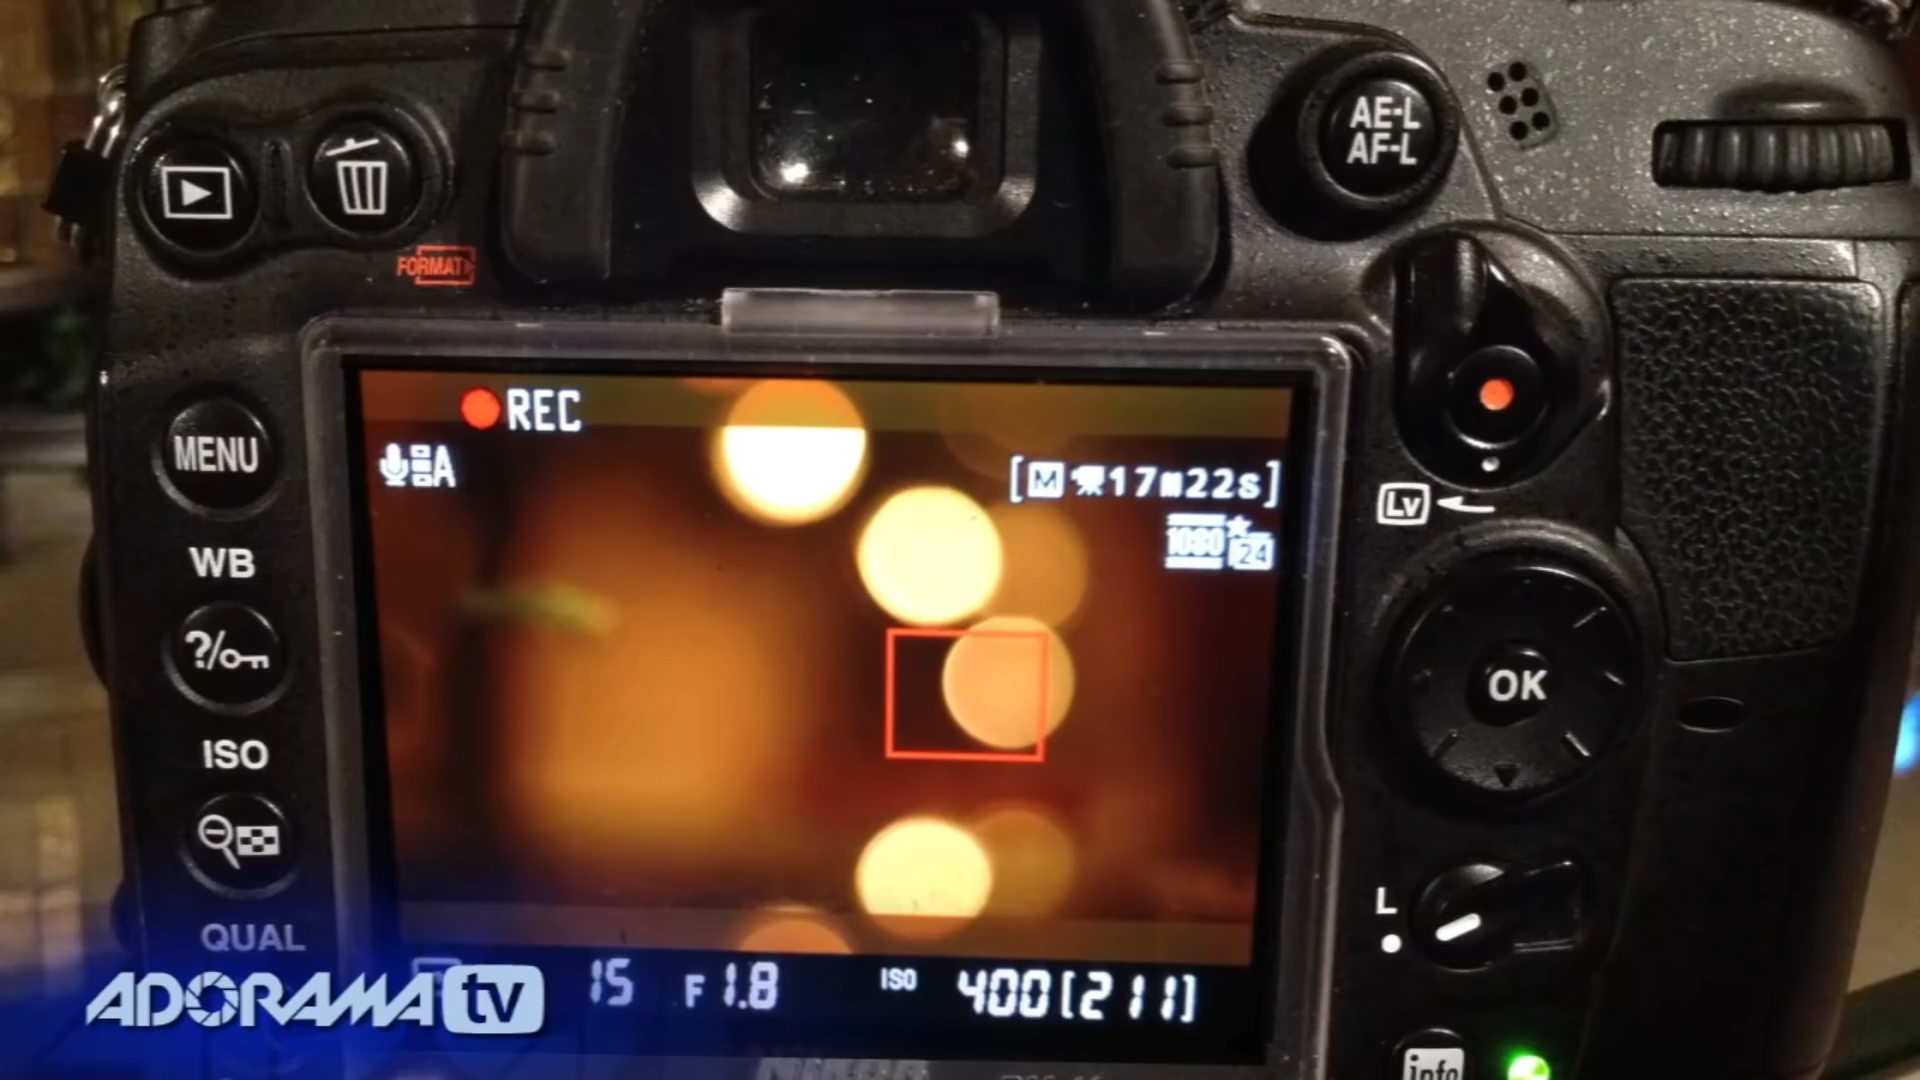 AE-L
AF-L
FORMAT
REC
MENU
A
[M 17m22s]
Lv
1080 ★ 24
WB
?/
OK
ISO
L
QUAL
15 F1.8 ISO 400[211]
ADORAMA tv
info